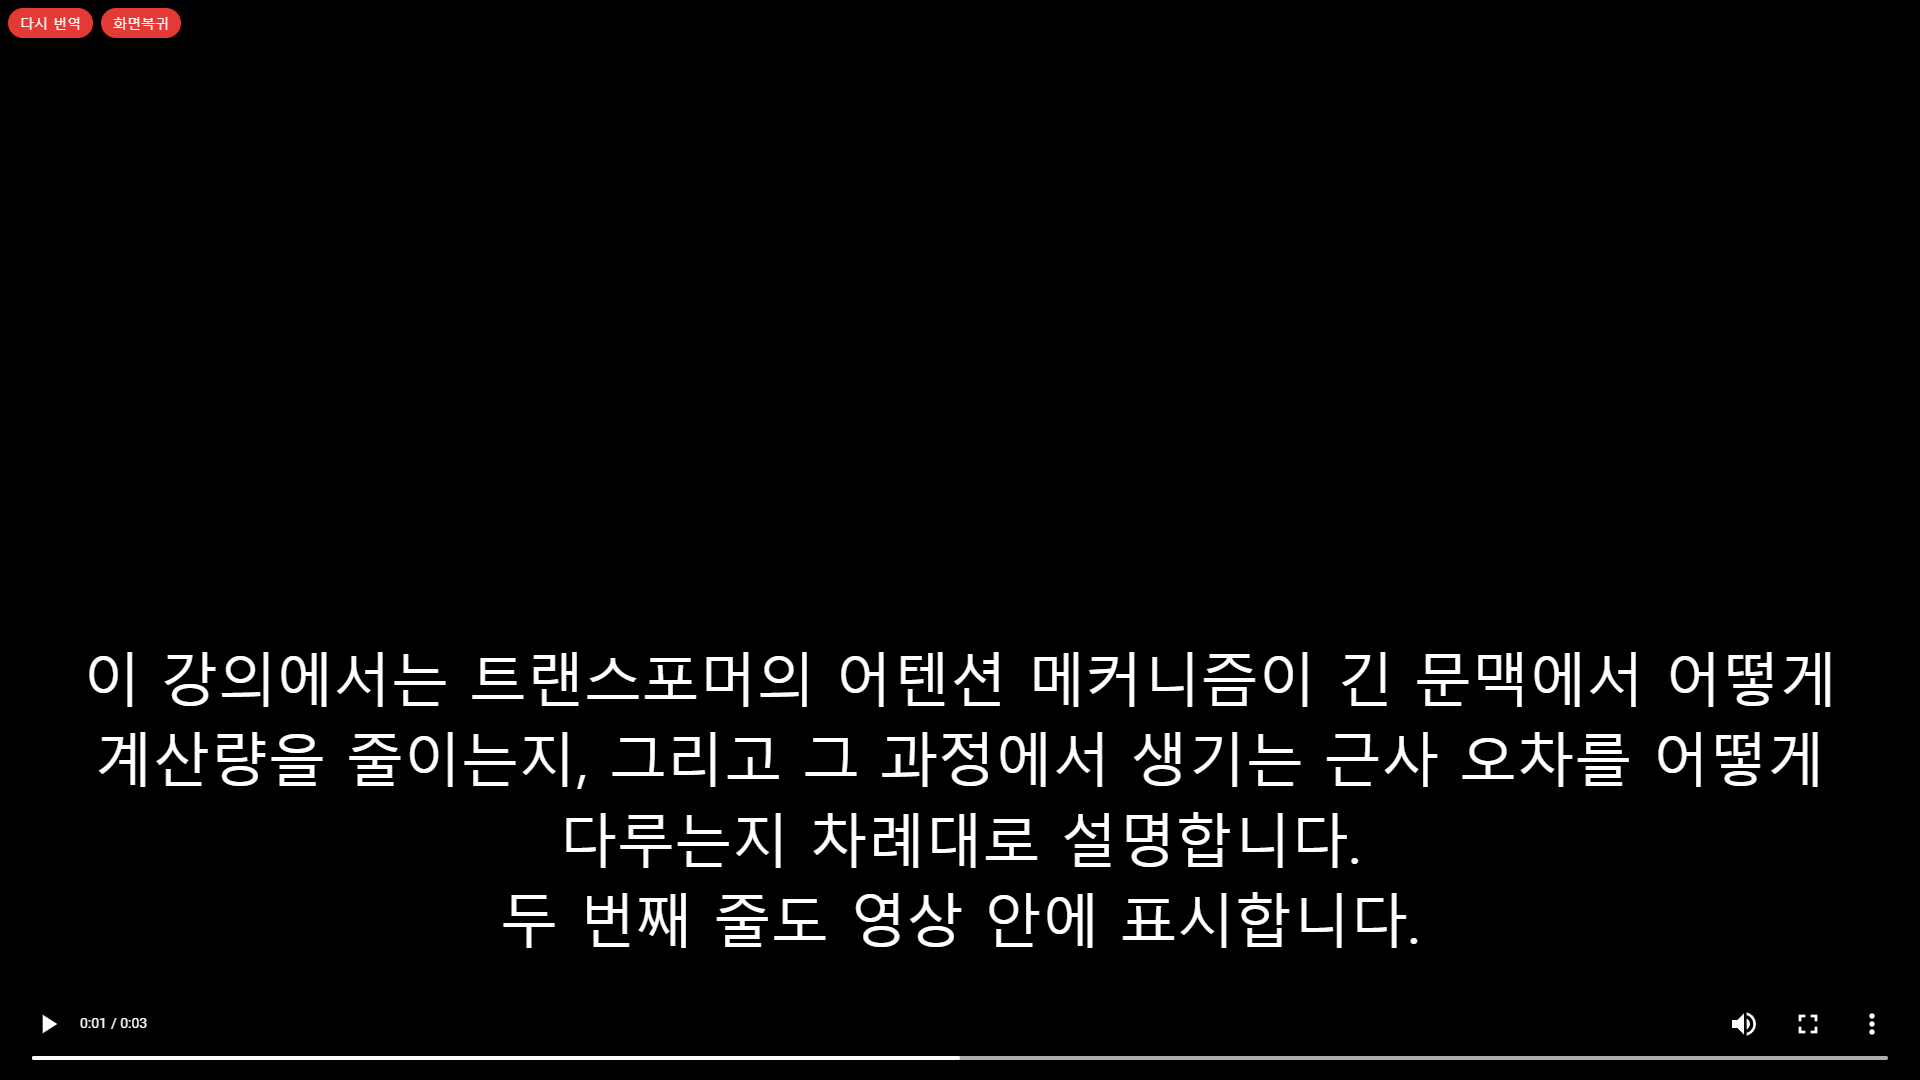 다시 번역 화면복귀
이 강의에서는 트랜스포머의 어텐션 메커니즘이 긴 문맥에서 어떻게
계산량을 줄이는지, 그리고 그 과정에서 생기는 근사 오차를 어떻게
다루는지 차례대로 설명합니다.
두 번째 줄도 영상 안에 표시합니다.
0:01 / 0:03